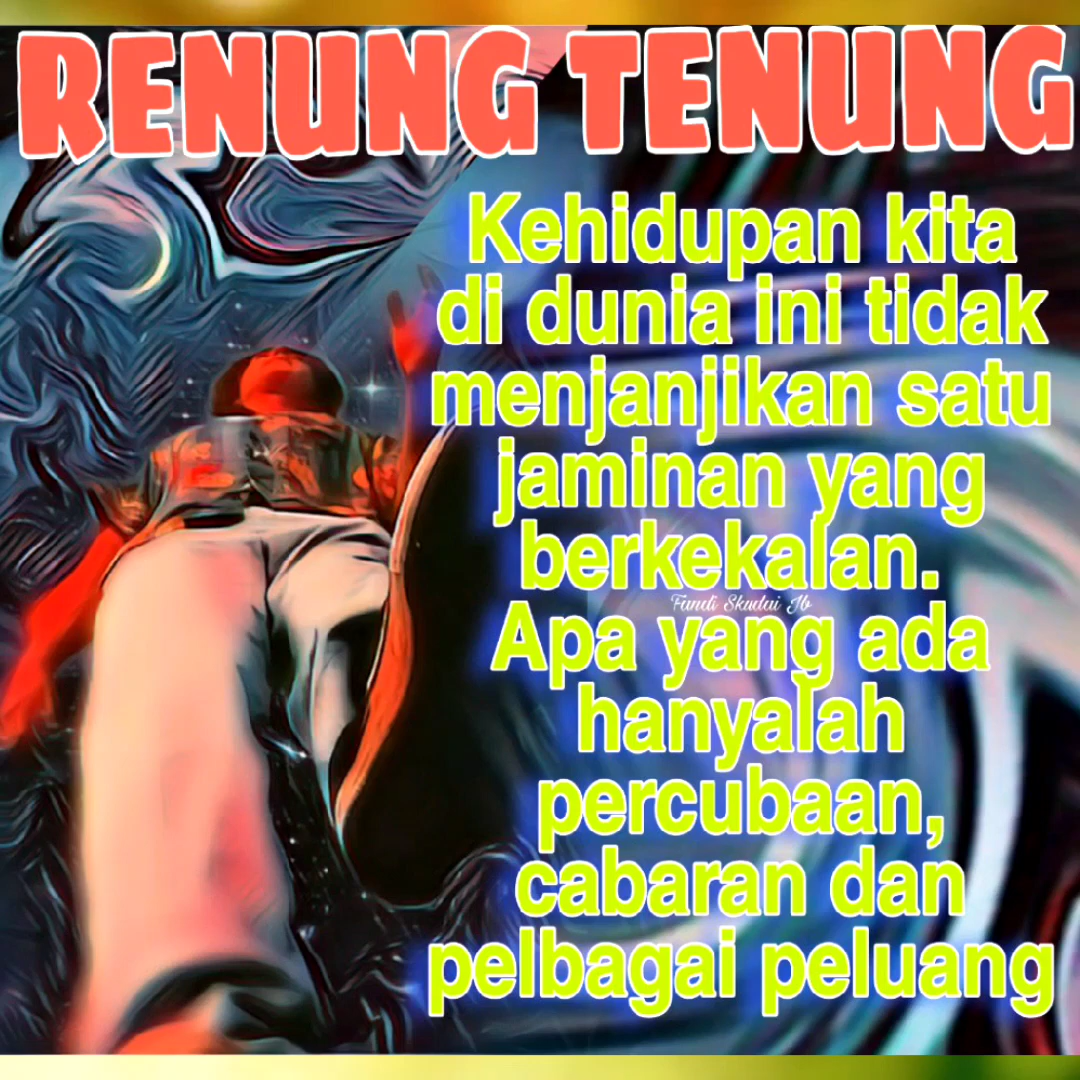 RENUNG TENUNG
Kehidupan kita
di dunia ini tidak
menjanjikan satu
jaminan yang
berkekalan.
Fundi Skudai Jb
Apa yang ada
hanyalah
percubaan,
cabaran dan
pelbagai peluang